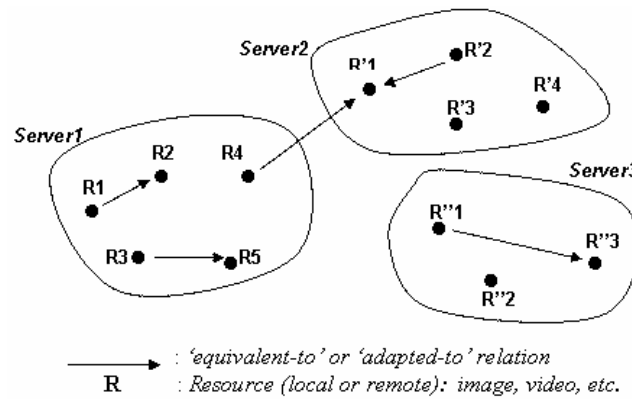 Server2
R'1
R'2
R'3
R'4
Server1
R1
R2
R4
R3
R5
Server3
R''1
R''3
R''2
: 'equivalent-to' or 'adapted-to' relation
R : Resource (local or remote): image, video, etc.